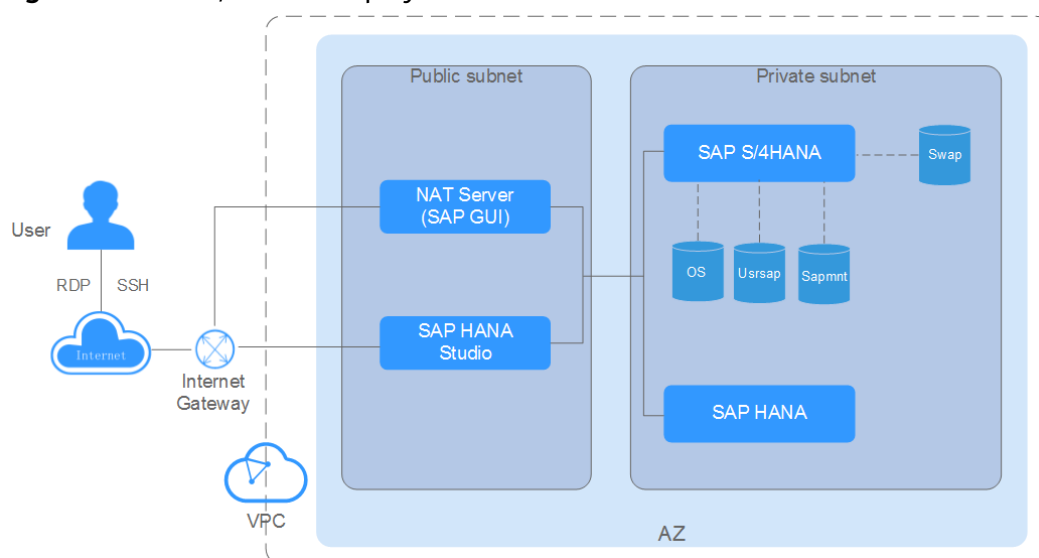 Public subnet
Private subnet
SAP S/4HANA
Swap
NAT Server
(SAP GUI)
User
OS
Usrsap
Sapmnt
RDP
SSH
Internet
SAP HANA
Studio
Internet
Gateway
SAP HANA
VPC
AZ